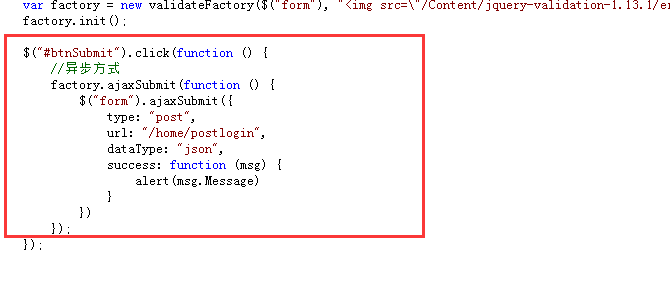 var factory = new validateFactory($("form"), "<img src=\"/Content/jquery-validation-1.13.1/er
factory.init();
$("#btnSubmit").click(function () {
//异步方式
factory.ajaxSubmit(function () {
$("form").ajaxSubmit({
type: "post",
url: "/home/postlogin",
dataType: "json",
success: function (msg) {
alert(msg.Message)
}
})
});
});